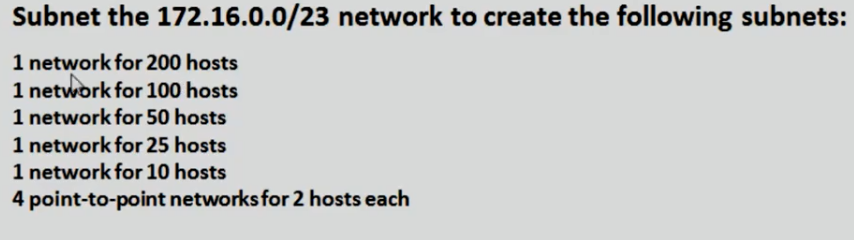 Subnet the 172.16.0.0/23 network to create the following subnets:
1 network for 200 hosts
1 network for 100 hosts
1 network for 50 hosts
1 network for 25 hosts
1 network for 10 hosts
4 point-to-point networks for 2 hosts each